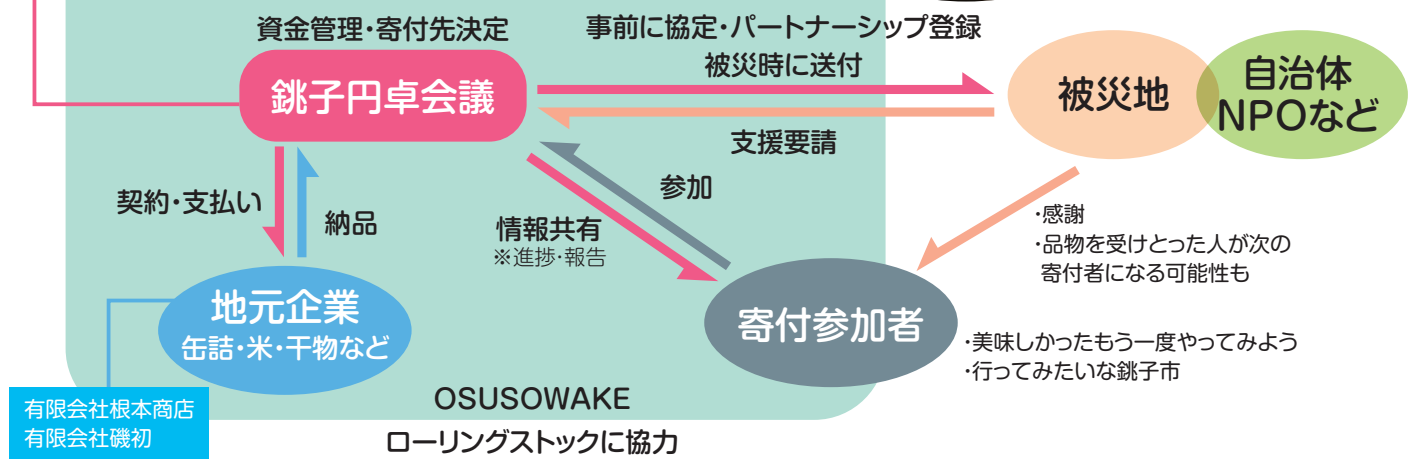 資金管理・寄付先決定
事前に協定・パートナーシップ登録
被災時に送付
銚子円卓会議
被災地
自治体
NPOなど
支援要請
契約・支払い
納品
参加
情報共有
※進捗・報告
・感謝
・品物を受けとった人が次の
寄付者になる可能性も
地元企業
缶詰・米・干物など
寄付参加者
・美味しかったもう一度やってみよう
・行ってみたいな銚子市
有限会社根本商店
有限会社磯初
OSUSOWAKE
ローリングストックに協力